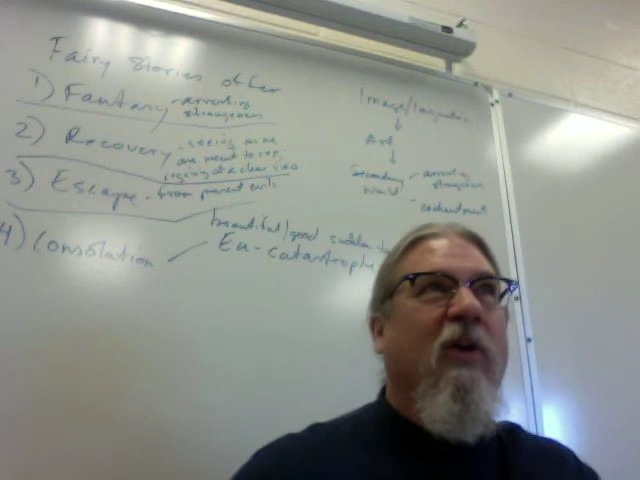 Fairy Stories offer
1) Fantasy - arresting
strangeness
2) Recovery - seeing as we
are meant to see,
regaining of a clear view
3) Escape - from present evils
4) Consolation - beautiful/good sudden
Eu-catastrophe
Image/Imagination
Art
Secondary World - arresting
strangeness
- enchantment